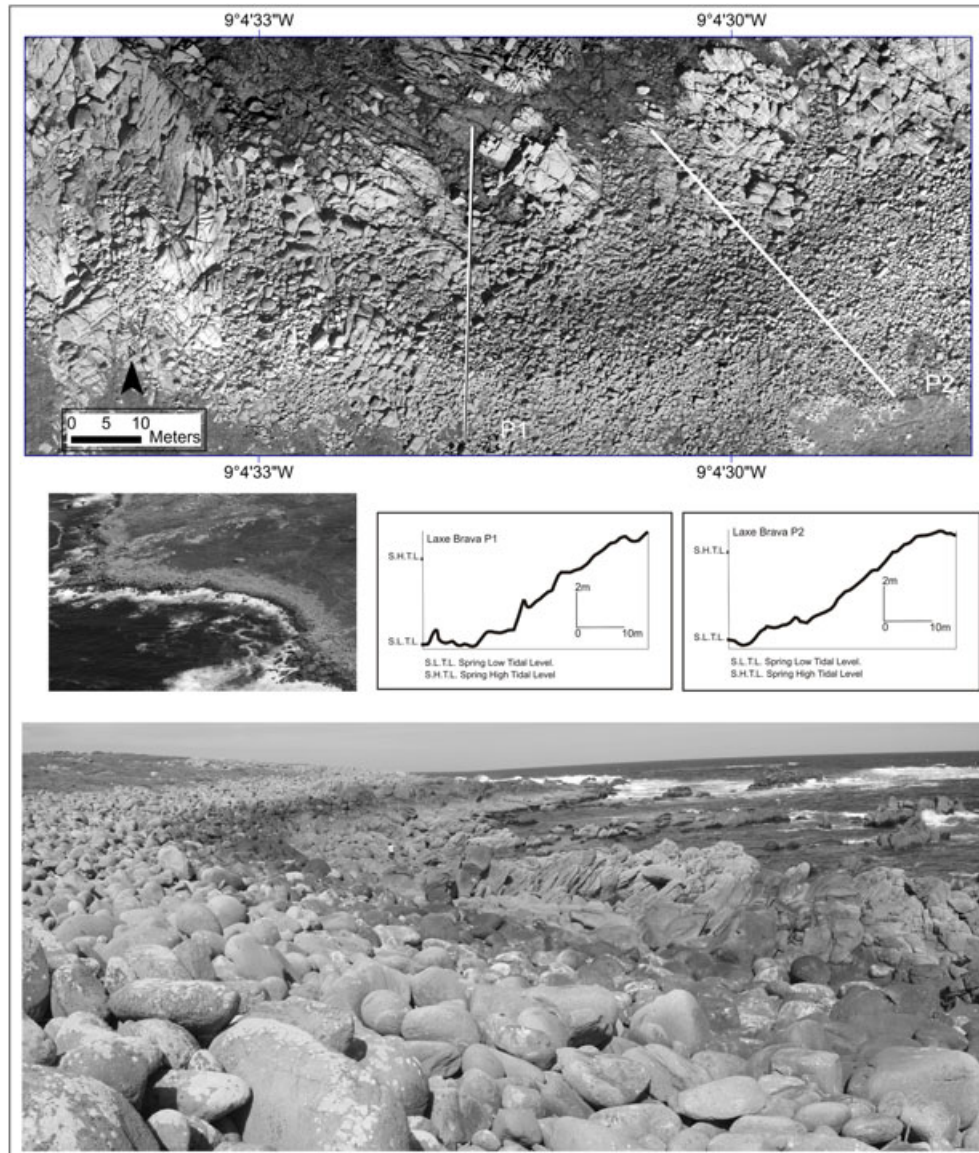 9°4'33"W 9°4'30"W
P1
P2
0 5 10
Meters
9°4'33"W 9°4'30"W
Laxe Brava P1
S.H.T.L.
2m
0 10m
S.L.T.L.
S.L.T.L. Spring Low Tidal Level.
S.H.T.L. Spring High Tidal Level
Laxe Brava P2
S.H.T.L.
2m
0 10m
S.L.T.L.
S.L.T.L. Spring Low Tidal Level.
S.H.T.L. Spring High Tidal Level